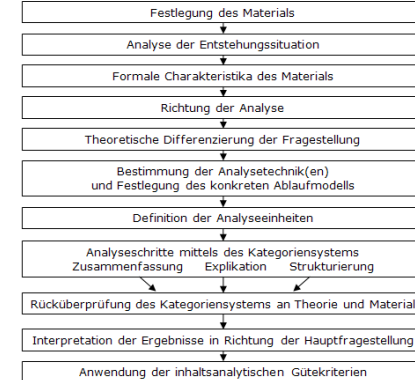 Festlegung des Materials
Analyse der Entstehungssituation
Formale Charakteristika des Materials
Richtung der Analyse
Theoretische Differenzierung der Fragestellung
Bestimmung der Analysetechnik(en)
und Festlegung des konkreten Ablaufmodells
Definition der Analyseeinheiten
Analyseschritte mittels des Kategoriensystems
Zusammenfassung Explikation Strukturierung
Rücküberprüfung des Kategoriensystems an Theorie und Material
Interpretation der Ergebnisse in Richtung der Hauptfragestellung
Anwendung der inhaltsanalytischen Gütekriterien